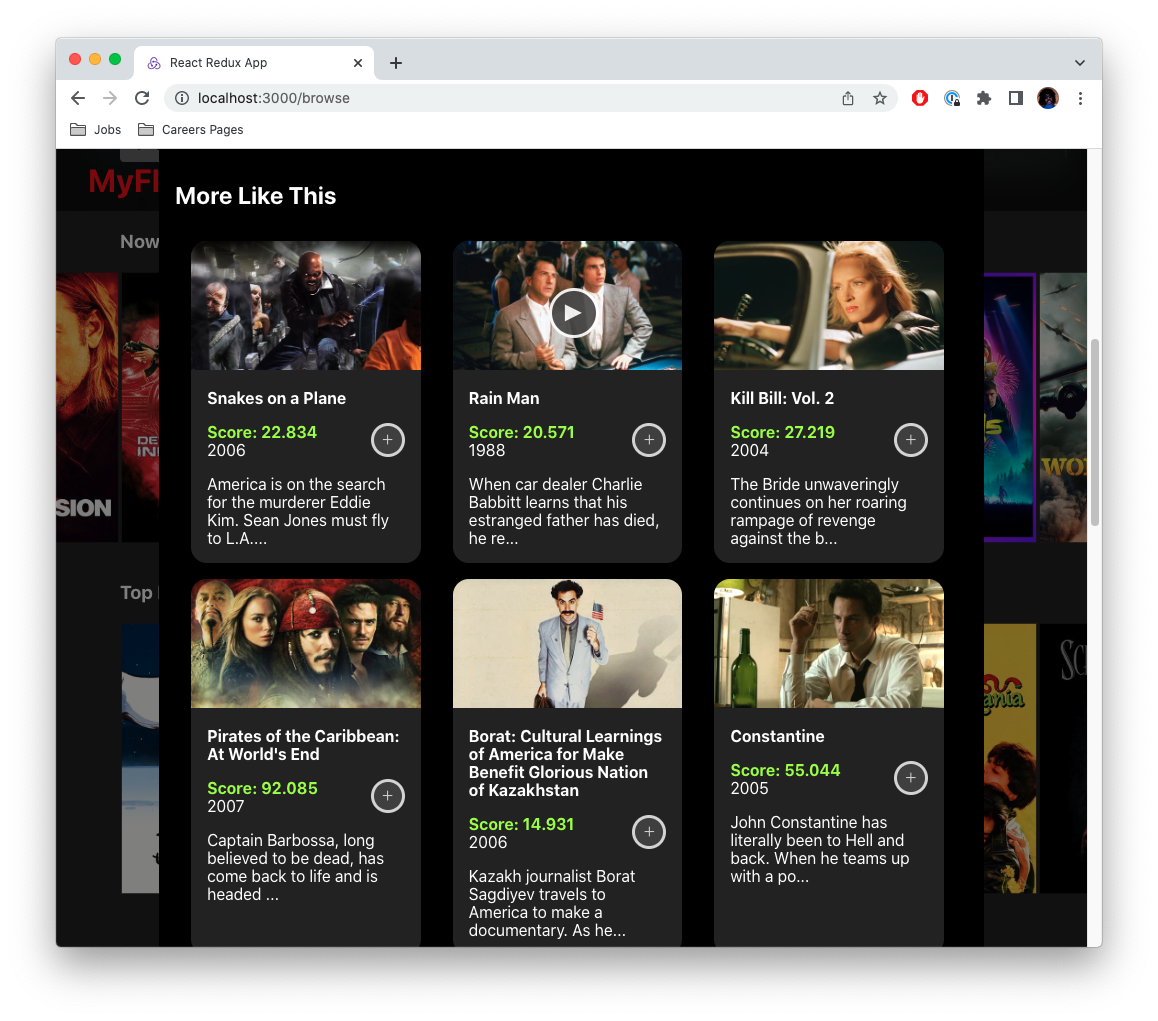 React Redux App
localhost:3000/browse
Jobs
Careers Pages
MyFl
More Like This
Now
Snakes on a Plane
Score: 22.834
2006
America is on the search
for the murderer Eddie
Kim. Sean Jones must fly
to L.A....
Rain Man
Score: 20.571
1988
When car dealer Charlie
Babbitt learns that his
estranged father has died,
he re...
Kill Bill: Vol. 2
Score: 27.219
2004
The Bride unwaveringly
continues on her roaring
rampage of revenge
against the b...
SION
Top
Pirates of the Caribbean:
At World's End
Score: 92.085
2007
Captain Barbossa, long
believed to be dead, has
come back to life and is
headed ...
Borat: Cultural Learnings
of America for Make
Benefit Glorious Nation
of Kazakhstan
Score: 14.931
2006
Kazakh journalist Borat
Sagdiyev travels to
America to make a
documentary. As he...
Constantine
Score: 55.044
2005
John Constantine has
literally been to Hell and
back. When he teams up
with a po...